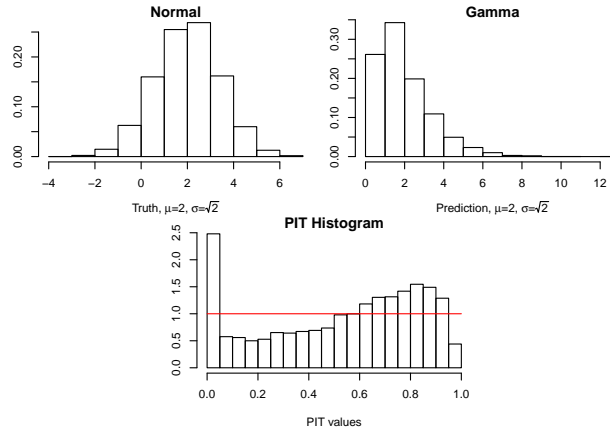 Normal
0.00 0.10 0.20
−4 −2 0 2 4 6
Truth, μ=2, σ=√2
Gamma
0.00 0.10 0.20 0.30
0 2 4 6 8 10 12
Prediction, μ=2, σ=√2
PIT Histogram
0.0 0.5 1.0 1.5 2.0 2.5
0.0 0.2 0.4 0.6 0.8 1.0
PIT values